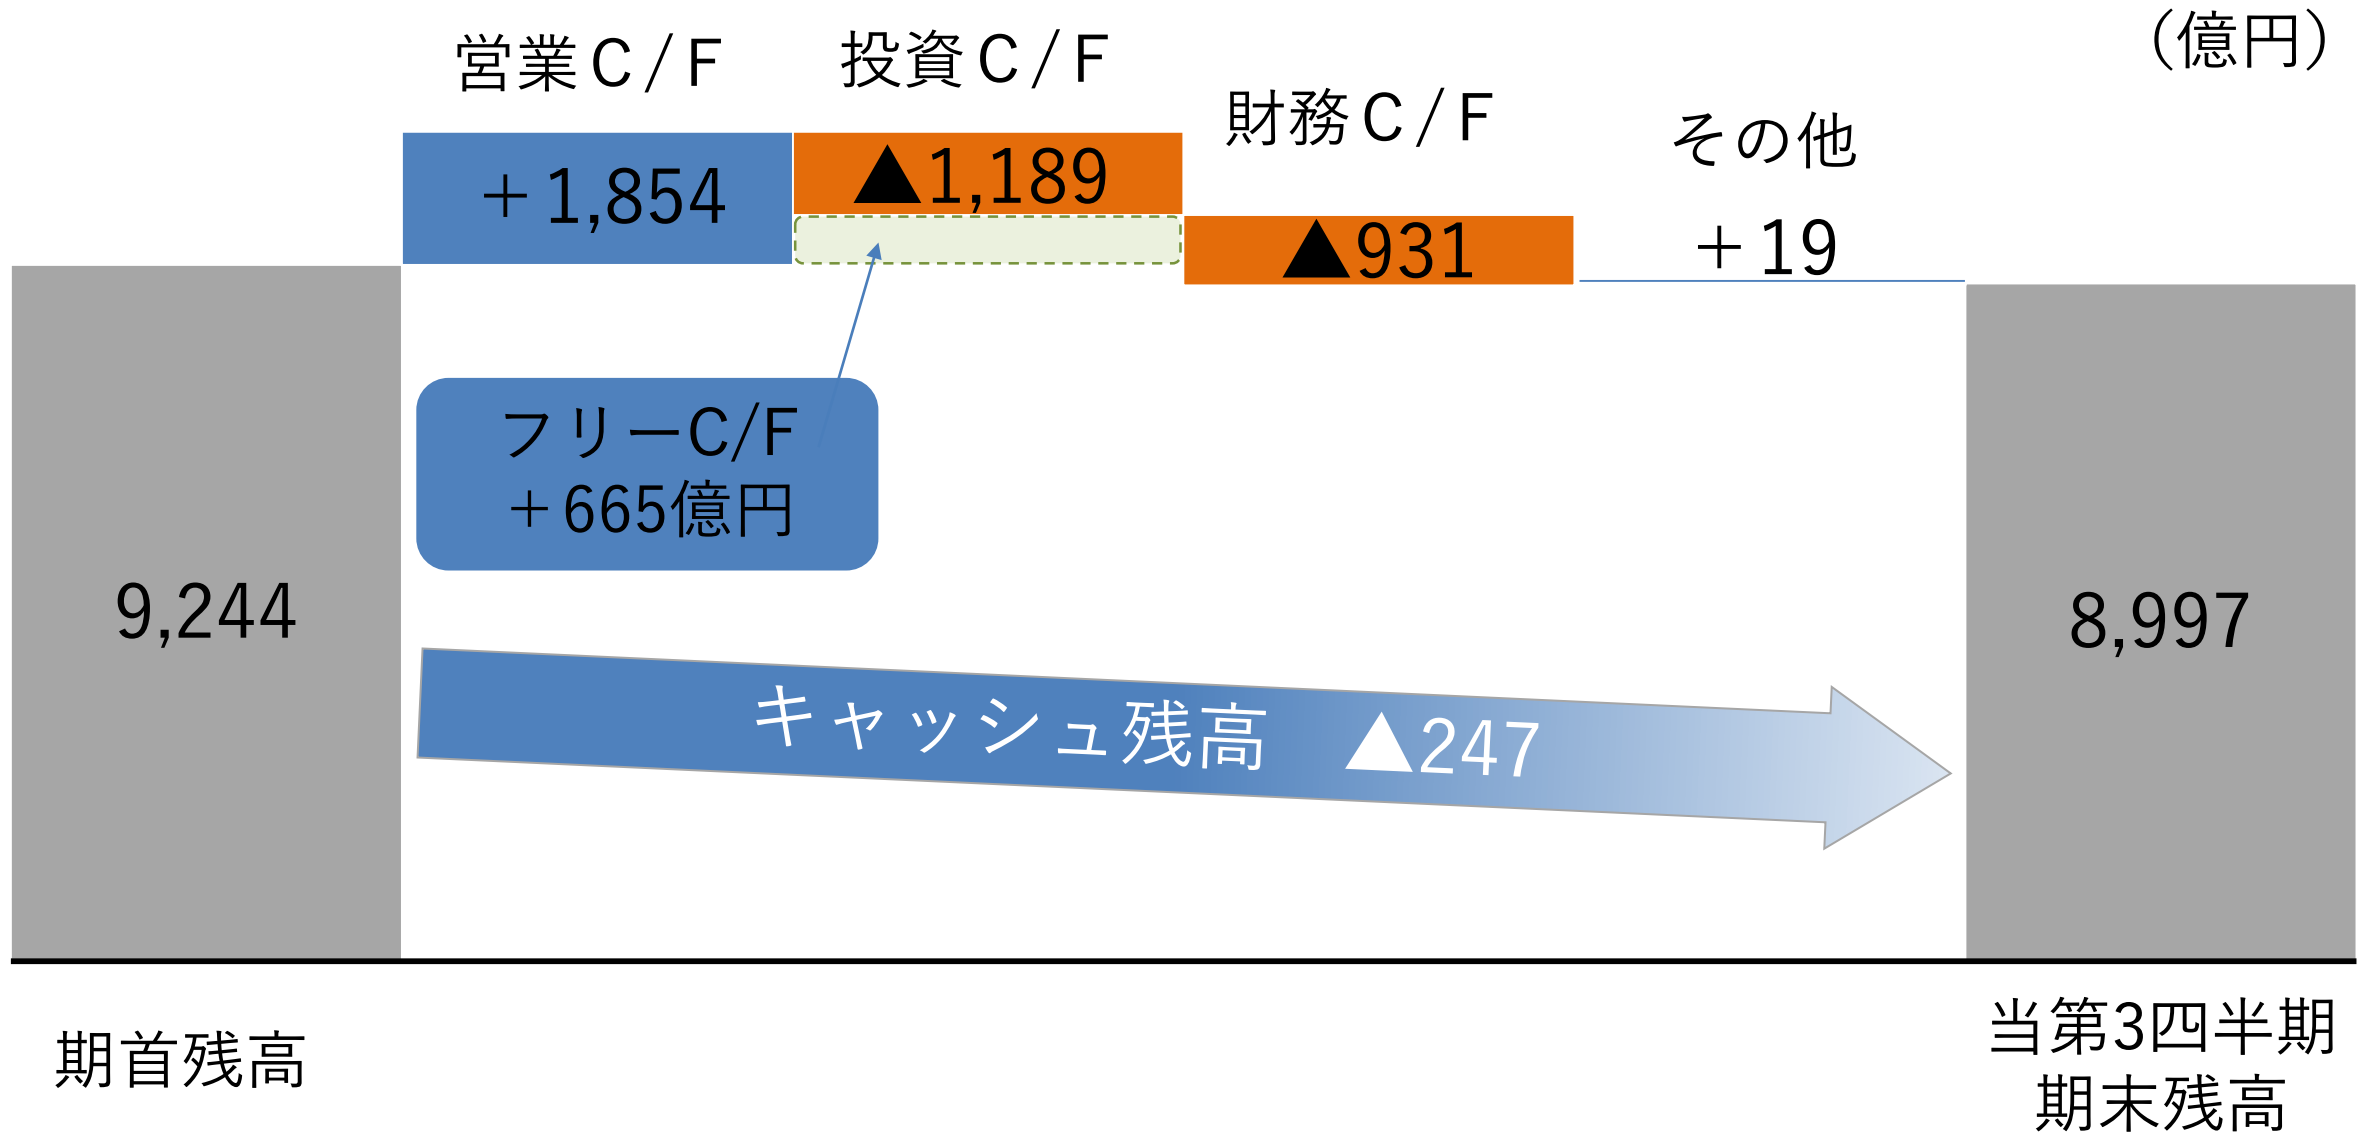 （億円）
営業Ｃ/Ｆ
投資Ｃ/Ｆ
財務Ｃ/Ｆ
その他
＋1,854
▲1,189
▲931
＋19
フリーC/F
＋665億円
9,244
8,997
キャッシュ残高　▲247
期首残高
当第3四半期
期末残高